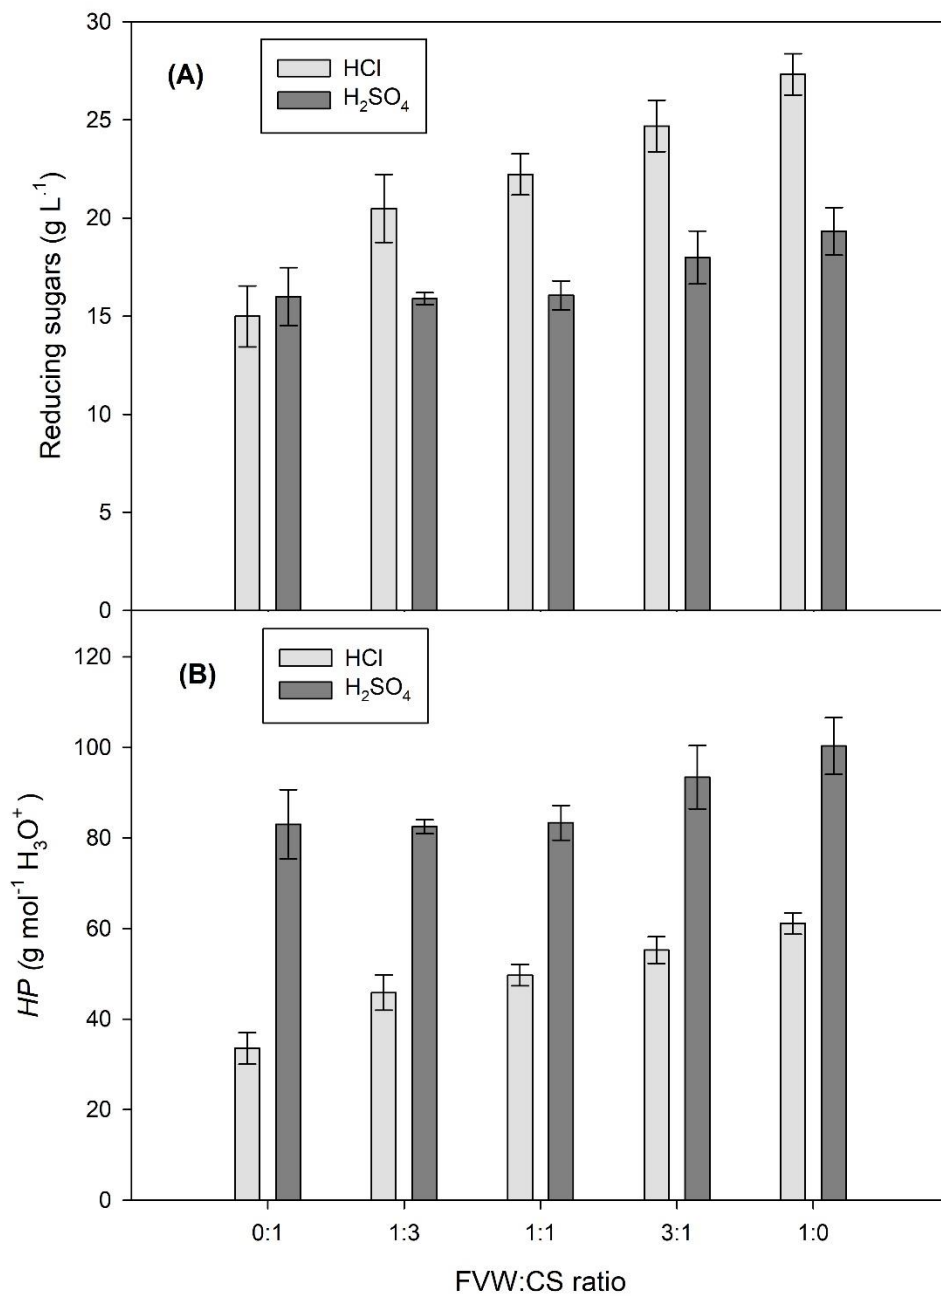 30
(A)
HCl
H₂SO₄
25
20
15
10
5
0
Reducing sugars (g L⁻¹)
120
(B)
HCl
H₂SO₄
100
80
60
40
20
0
HP (g mol⁻¹ H₃O⁺)
0:1 1:3 1:1 3:1 1:0
FVW:CS ratio